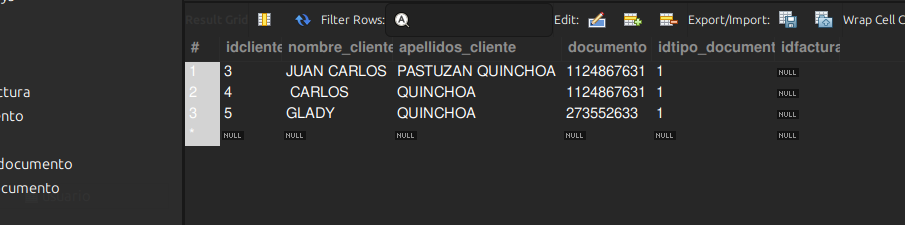 Result Grid Filter Rows: Edit: Export/Import: Wrap Cell C
# idcliente nombre_cliente apellidos_cliente documento idtipo_document idfactura
1 3 JUAN CARLOS PASTUZAN QUINCHOA 1124867631 1 NULL
ctura
2 4 CARLOS QUINCHOA 1124867631 1 NULL
ento
3 5 GLADY QUINCHOA 273552633 1 NULL
* NULL NULL NULL NULL NULL NULL
documento
cumento
usuario